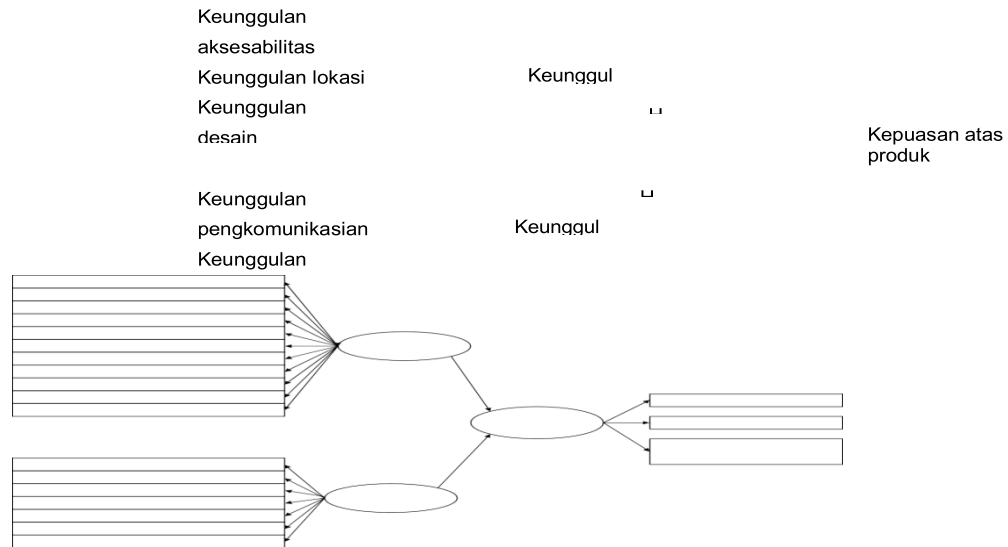 Keunggulan
aksesabilitas
Keunggulan lokasi
Keunggulan
desain
Keunggulan
pengkomunikasian
Keunggulan
Keunggul
Keunggul
Kepuasan atas
produk